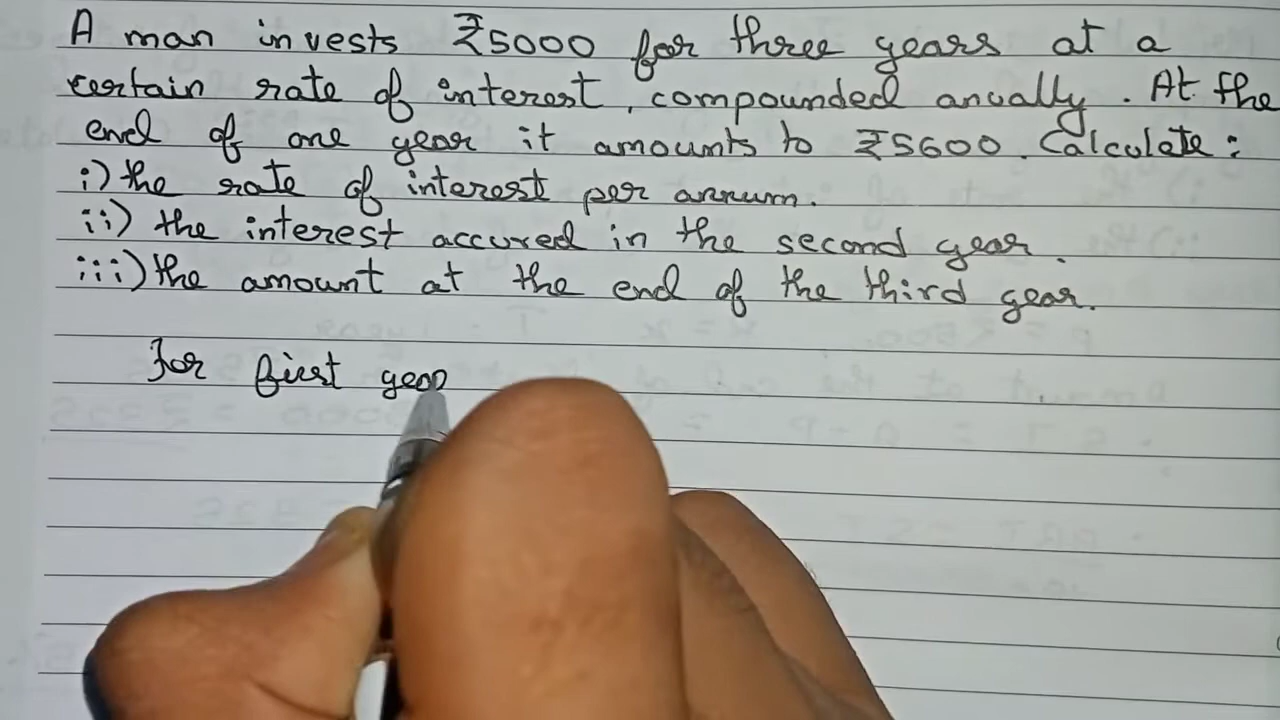 A man invests ₹5000 for three years at a
certain rate of interest, compounded anually. At the
end of one year it amounts to ₹5600. Calculate:
i) the rate of interest per annum.
ii) the interest accured in the second year.
iii) the amount at the end of the third year.
For first year